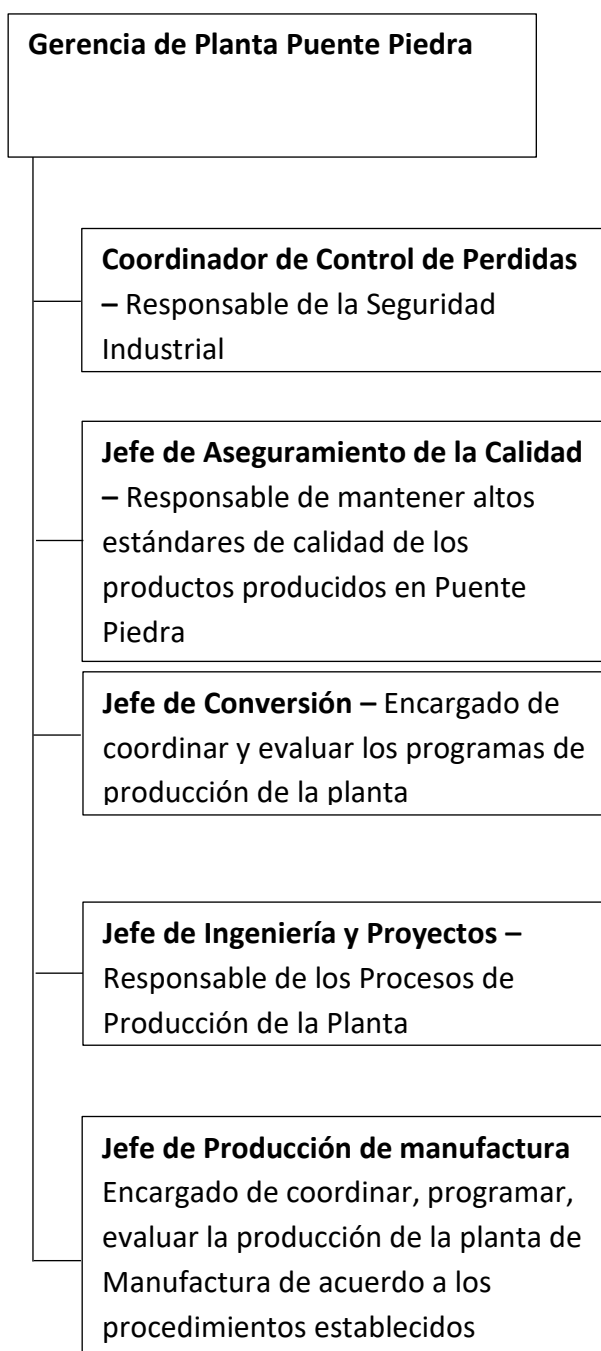 Gerencia de Planta Puente Piedra
Coordinador de Control de Perdidas
– Responsable de la Seguridad
Industrial
Jefe de Aseguramiento de la Calidad
– Responsable de mantener altos
estándares de calidad de los
productos producidos en Puente
Piedra
Jefe de Conversión – Encargado de
coordinar y evaluar los programas de
producción de la planta
Jefe de Ingeniería y Proyectos –
Responsable de los Procesos de
Producción de la Planta
Jefe de Producción de manufactura
Encargado de coordinar, programar,
evaluar la producción de la planta de
Manufactura de acuerdo a los
procedimientos establecidos